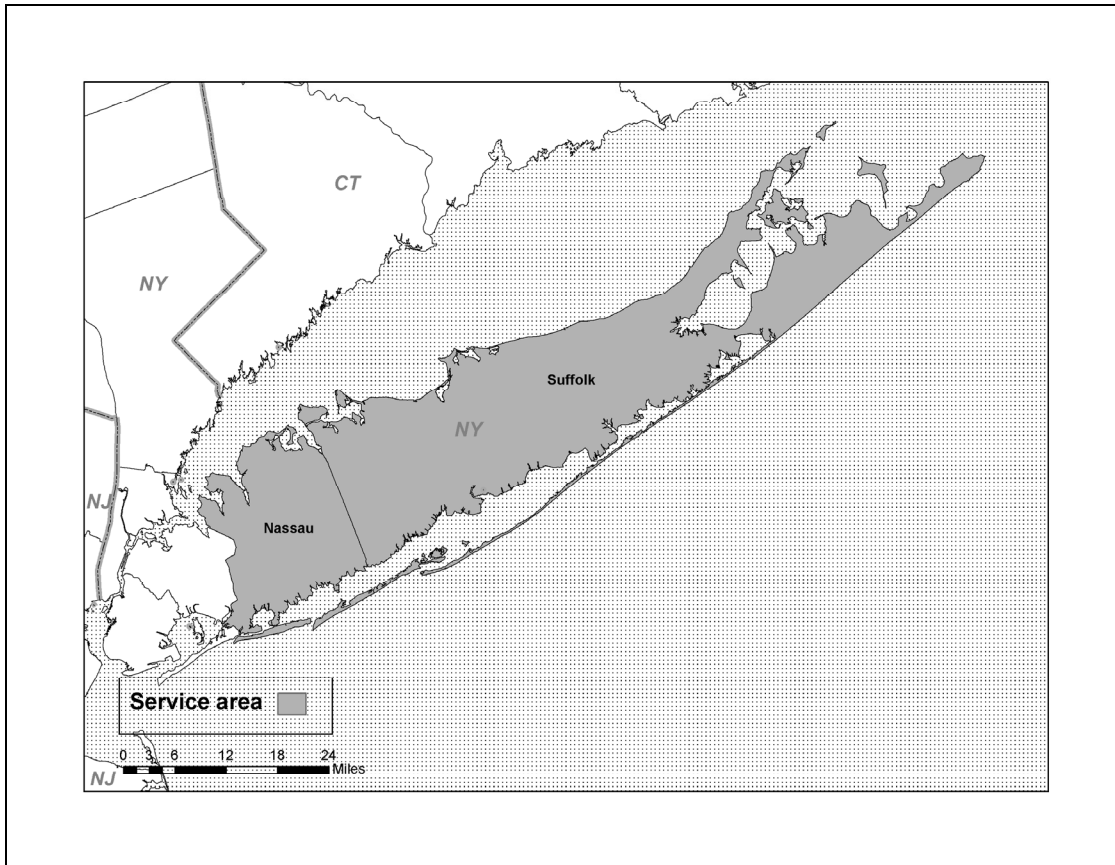 CT
NY
Suffolk
NY
NJ
Nassau
Service area
0 3 6 12 18 24
Miles
NJ